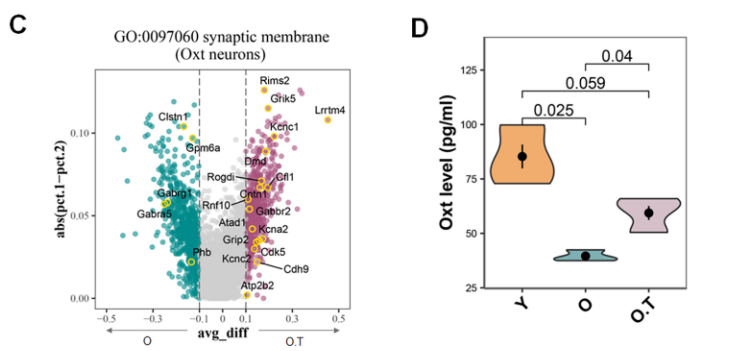 C
GO:0097060 synaptic membrane
(Oxt neurons)
Rims2
Grik5
Lrrtm4
Clstn1
Kcnc1
Gpm6a
Dmd
Rogdi
Cfl1
Gabrg1
Cntn1
Rnf10
Gabbr2
Gabra5
Atad1
Kcna2
Grip2
Phb
Cdk5
Kcnc2
Cdh9
Atp2b2
abs(pct.1−pct.2)
0.10
0.05
0.00
−0.5
−0.3
−0.1
0.1
0.3
0.5
avg_diff
O
O.T
D
Oxt level (pg/ml)
125
100
75
50
25
0.04
0.059
0.025
Y
O
O.T